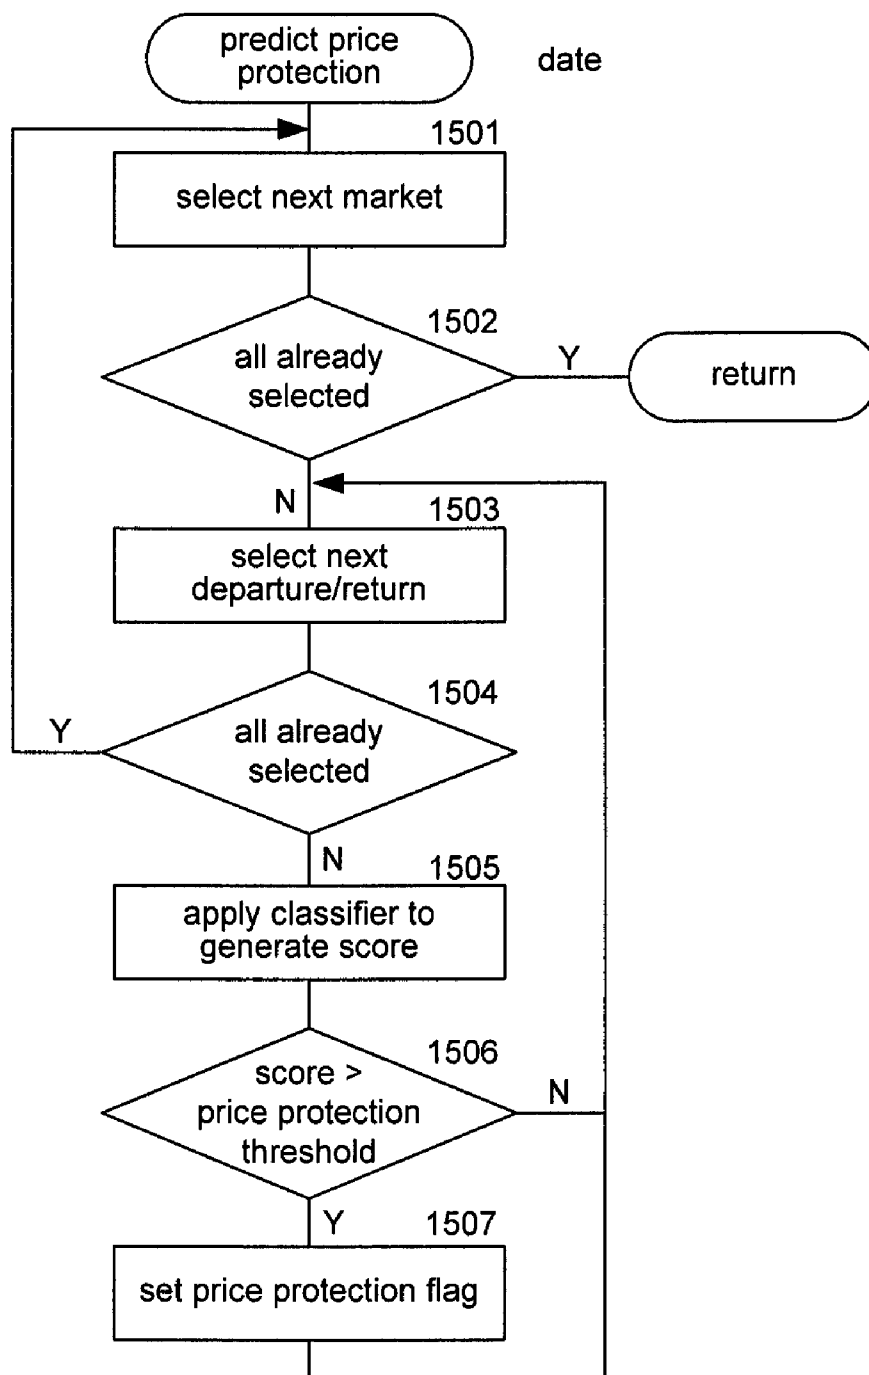 predict price
protection
date
1501
select next market
1502
all already
selected
Y
return
N
1503
select next
departure/return
1504
all already
selected
Y
N
1505
apply classifier to
generate score
1506
score >
price protection
threshold
N
Y
1507
set price protection flag